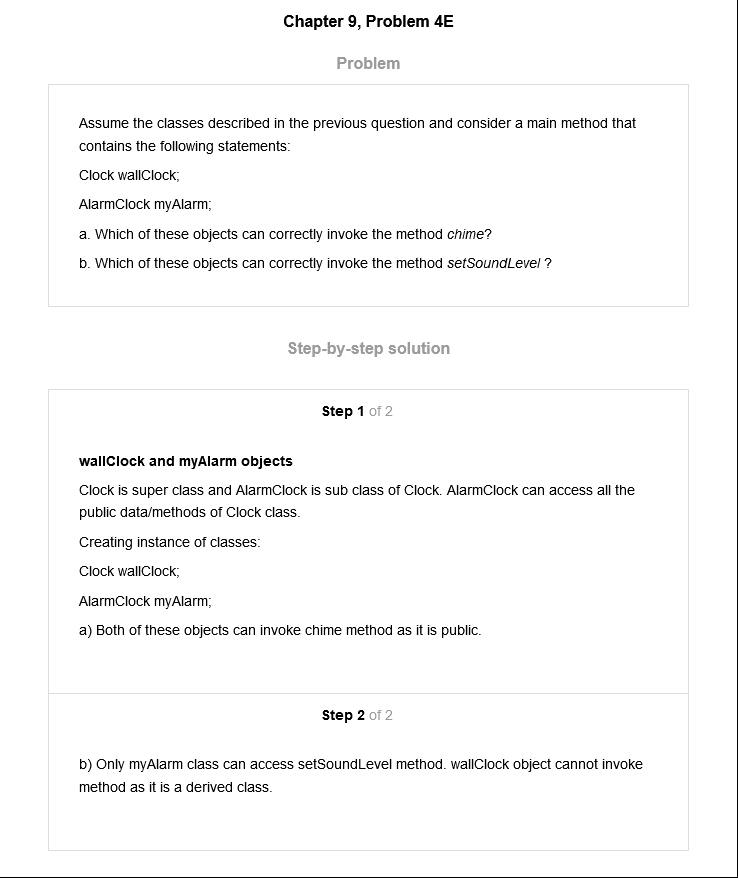 Chapter 9, Problem 4E
Problem
Assume the classes described in the previous question and consider a main method that
contains the following statements:
Clock wallClock;
AlarmClock myAlarm;
a. Which of these objects can correctly invoke the method chime?
b. Which of these objects can correctly invoke the method setSoundLevel ?
Step-by-step solution
Step 1 of 2
wallClock and myAlarm objects
Clock is super class and AlarmClock is sub class of Clock. AlarmClock can access all the
public data/methods of Clock class.
Creating instance of classes:
Clock wallClock;
AlarmClock myAlarm;
a) Both of these objects can invoke chime method as it is public.
Step 2 of 2
b) Only myAlarm class can access setSoundLevel method. wallClock object cannot invoke
method as it is a derived class.